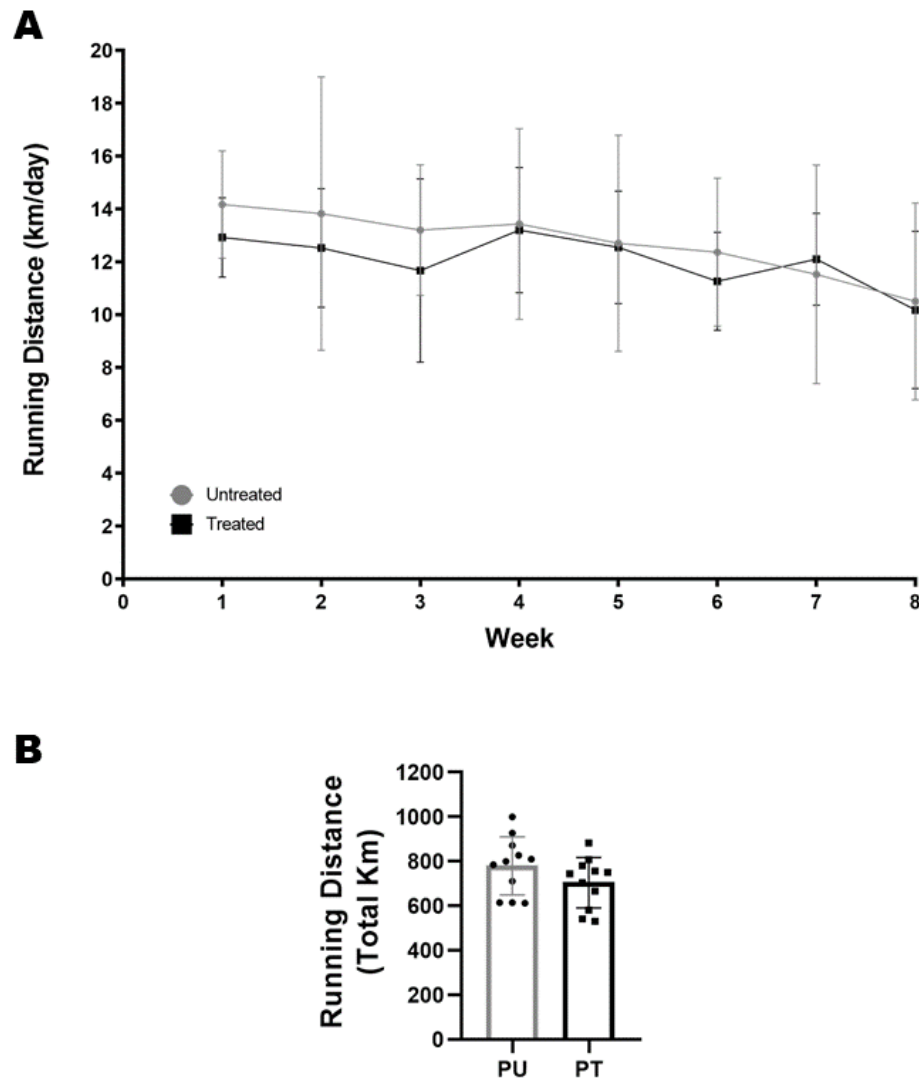 A
20
18
16
14
12
10
8
6
4
2
0
Running Distance (km/day)
Untreated
Treated
0 1 2 3 4 5 6 7 8
Week
B
Running Distance
(Total Km)
1200
1000
800
600
400
200
0
PU PT